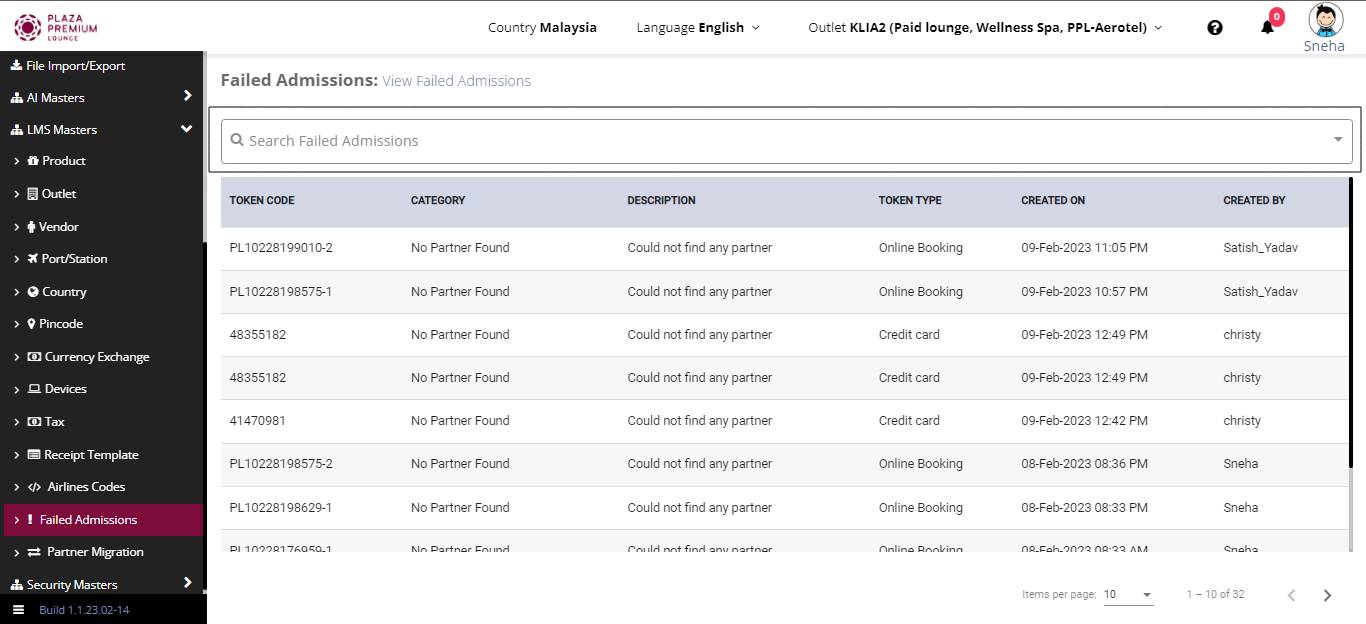 PLAZA
PREMIUM
LOUNGE
Country Malaysia
Language English
Outlet KLIA2 (Paid lounge, Wellness Spa, PPL-Aerotel)
?
0
Sneha
File Import/Export
AI Masters
LMS Masters
Product
Outlet
Vendor
Port/Station
Country
Pincode
Currency Exchange
Devices
Tax
Receipt Template
Airlines Codes
Failed Admissions
Partner Migration
Security Masters
Build 1.1.23.02-14
Failed Admissions: View Failed Admissions
Search Failed Admissions
TOKEN CODE CATEGORY DESCRIPTION TOKEN TYPE CREATED ON CREATED BY
PL10228199010-2 No Partner Found Could not find any partner Online Booking 09-Feb-2023 11:05 PM Satish_Yadav
PL10228198575-1 No Partner Found Could not find any partner Online Booking 09-Feb-2023 10:57 PM Satish_Yadav
48355182 No Partner Found Could not find any partner Credit card 09-Feb-2023 12:49 PM christy
48355182 No Partner Found Could not find any partner Credit card 09-Feb-2023 12:49 PM christy
41470981 No Partner Found Could not find any partner Credit card 09-Feb-2023 12:42 PM christy
PL10228198575-2 No Partner Found Could not find any partner Online Booking 08-Feb-2023 08:36 PM Sneha
PL10228198629-1 No Partner Found Could not find any partner Online Booking 08-Feb-2023 08:33 PM Sneha
PL10228176959-1 No Partner Found Could not find any partner Online Booking 08-Feb-2023 08:33 AM Sneha
Items per page: 10 1 – 10 of 32